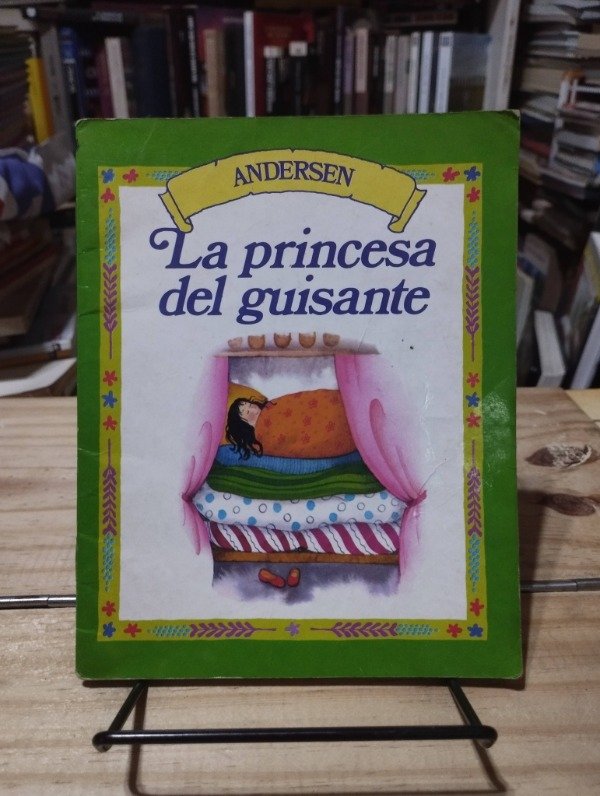 ANDERSEN
La princesa
del guisante